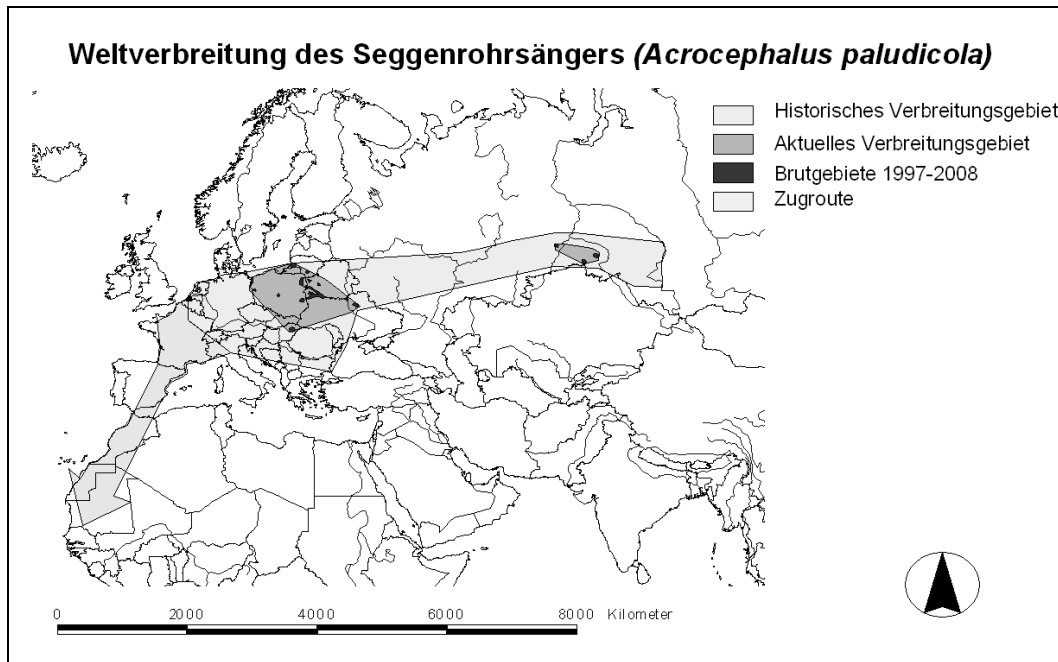 Weltverbreitung des Seggenrohrsängers (Acrocephalus paludicola)
Historisches Verbreitungsgebiet
Aktuelles Verbreitungsgebiet
Brutgebiete 1997-2008
Zugroute
0 2000 4000 6000 8000 Kilometer